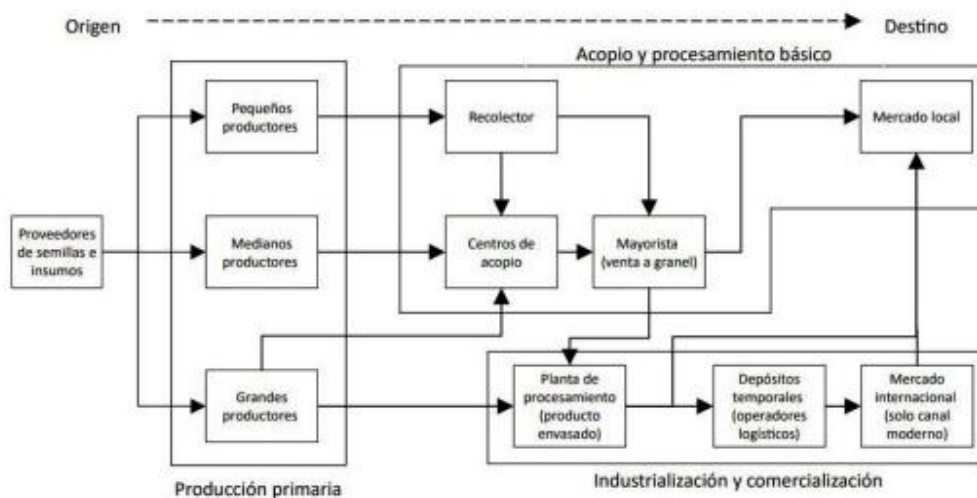 Origen
Destino
Acopio y procesamiento básico
Pequeños
productores
Recolector
Mercado local
Proveedores
de semillas e
insumos
Medianos
productores
Centros de
acopio
Mayorista
(venta a granel)
Grandes
productores
Planta de
procesamiento
(producto
envasado)
Depósitos
temporales
(operadores
logísticos)
Mercado
internacional
(solo canal
moderno)
Producción primaria
Industrialización y comercialización